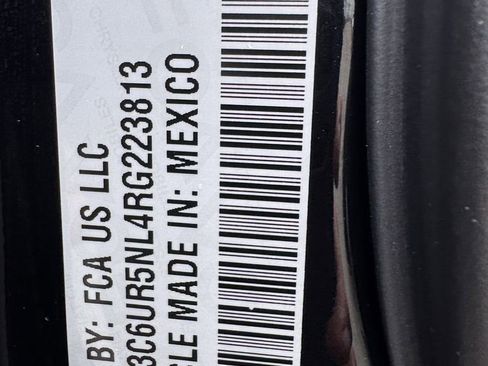 BY: FCA US LLC
3C6UR5NL4RG223813
CLE MADE IN: MEXICO